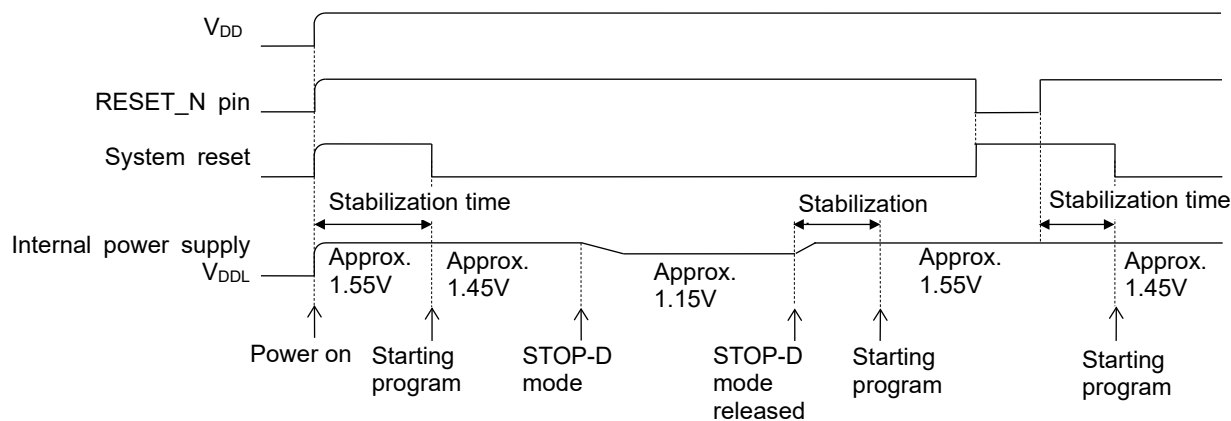 VDD
RESET_N pin
System reset
Stabilization time
Stabilization
Stabilization time
Internal power supply
VDDL
Approx.
1.55V
Approx.
1.45V
Approx.
1.15V
Approx.
1.55V
Approx.
1.45V
Power on
Starting
program
STOP-D
mode
STOP-D
mode
released
Starting
program
Starting
program